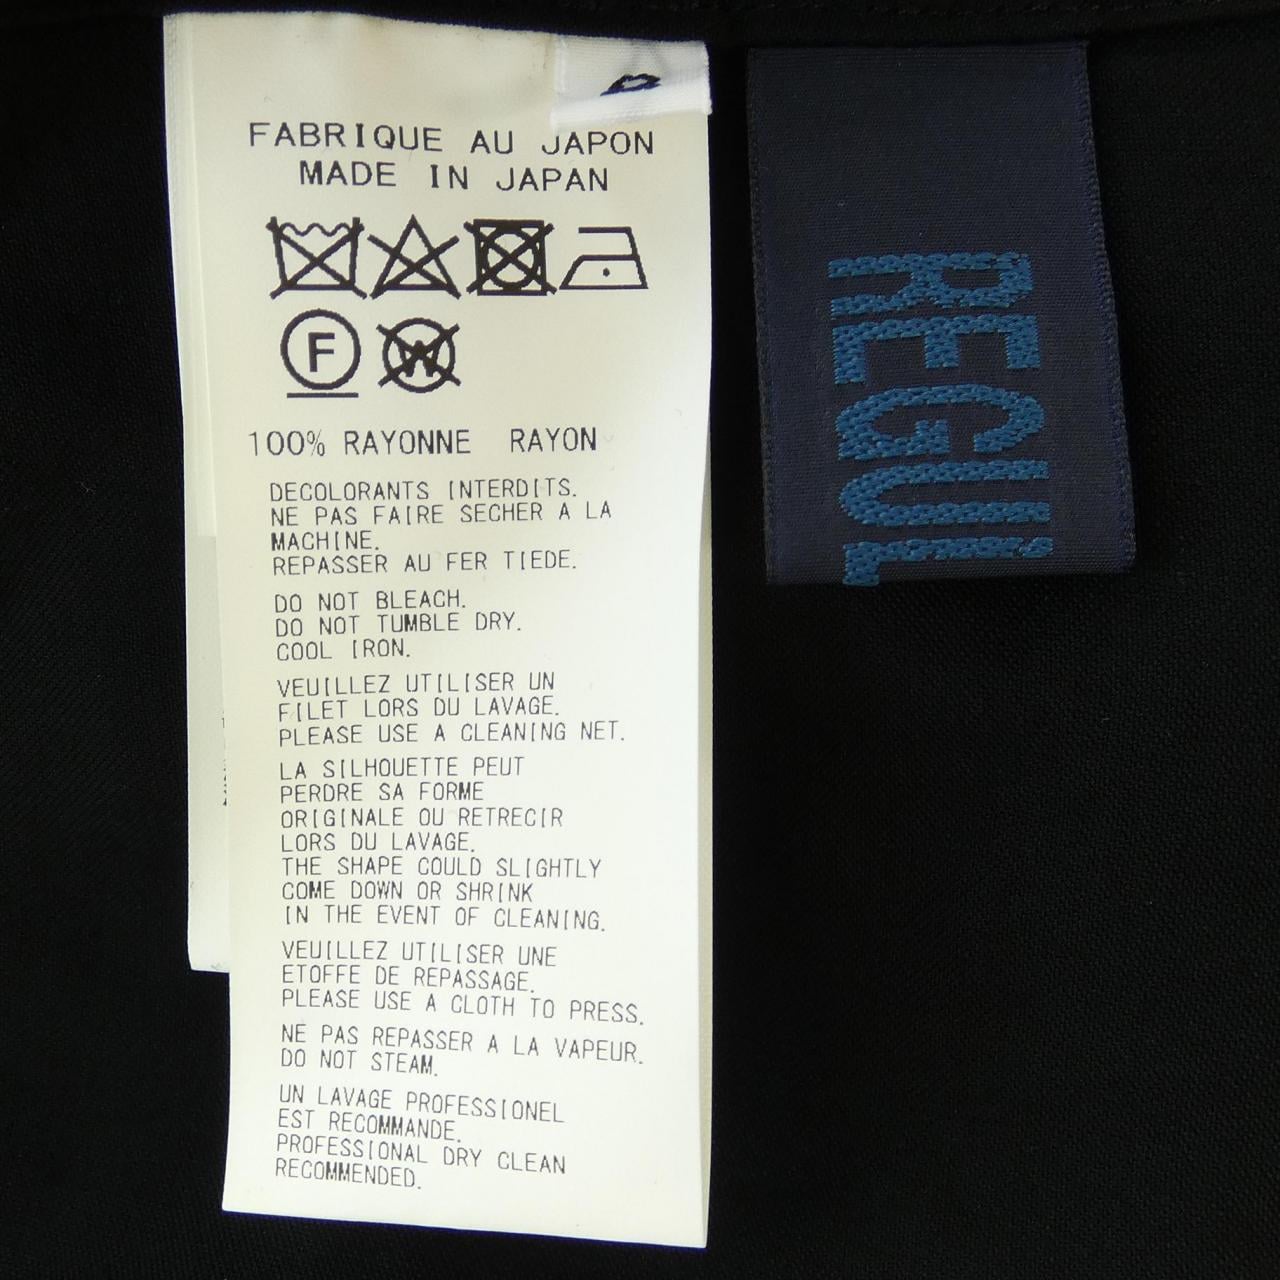 FABRIQUE AU JAPON
MADE IN JAPAN
F W
100% RAYONNE RAYON
DECOLORANTS INTERDITS.
NE PAS FAIRE SECHER A LA
MACHINE.
REPASSER AU FER TIEDE.
DO NOT BLEACH.
DO NOT TUMBLE DRY.
COOL IRON.
VEUILLEZ UTILISER UN
FILET LORS DU LAVAGE.
PLEASE USE A CLEANING NET.
LA SILHOUETTE PEUT
PERDRE SA FORME
ORIGINALE OU RETRECIR
LORS DU LAVAGE.
THE SHAPE COULD SLIGHTLY
COME DOWN OR SHRINK
IN THE EVENT OF CLEANING.
VEUILLEZ UTILISER UNE
ETOFFE DE REPASSAGE.
PLEASE USE A CLOTH TO PRESS.
NE PAS REPASSER A LA VAPEUR.
DO NOT STEAM.
UN LAVAGE PROFESSIONEL
EST RECOMMANDE.
PROFESSIONAL DRY CLEAN
RECOMMENDED.
REGUL